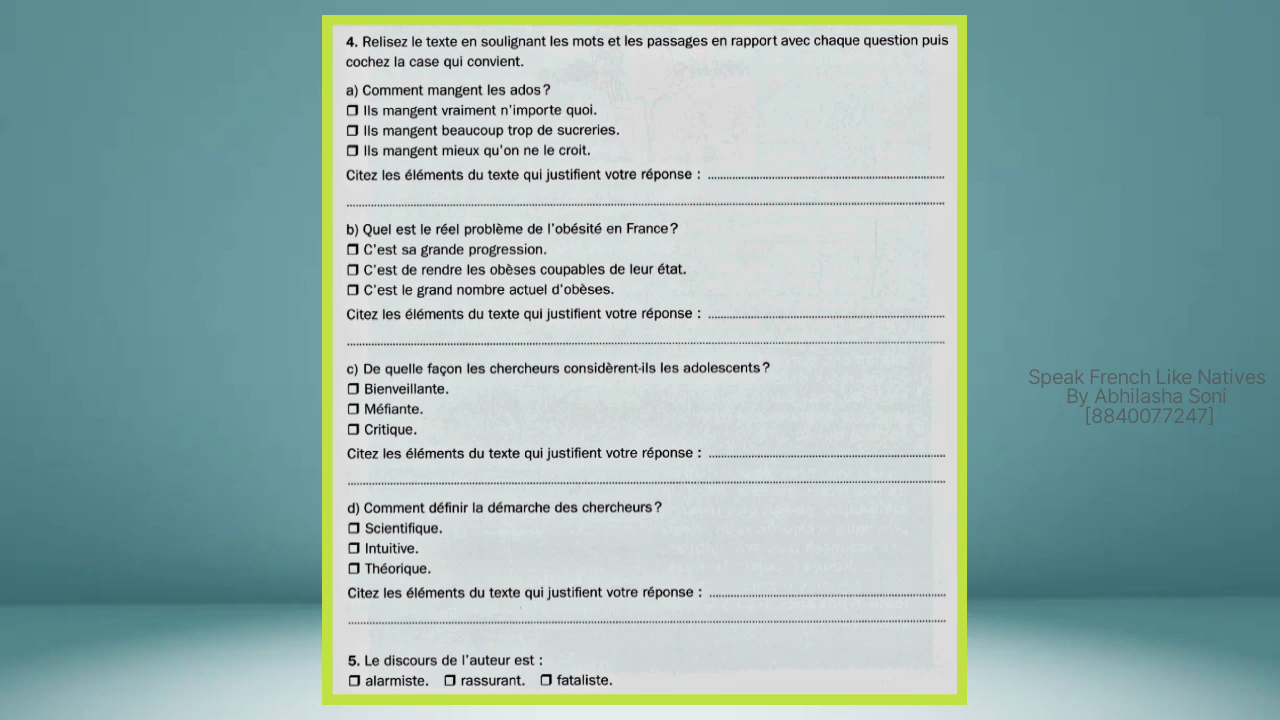 4. Relisez le texte en soulignant les mots et les passages en rapport avec chaque question puis
cochez la case qui convient.
a) Comment mangent les ados ?
❒ Ils mangent vraiment n'importe quoi.
❒ Ils mangent beaucoup trop de sucreries.
❒ Ils mangent mieux qu'on ne le croit.
Citez les éléments du texte qui justifient votre réponse :
b) Quel est le réel problème de l'obésité en France ?
❒ C'est sa grande progression.
❒ C'est de rendre les obèses coupables de leur état.
❒ C'est le grand nombre actuel d'obèses.
Citez les éléments du texte qui justifient votre réponse :
c) De quelle façon les chercheurs considèrent-ils les adolescents ?
❒ Bienveillante.
❒ Méfiante.
❒ Critique.
Citez les éléments du texte qui justifient votre réponse :
d) Comment définir la démarche des chercheurs ?
❒ Scientifique.
❒ Intuitive.
❒ Théorique.
Citez les éléments du texte qui justifient votre réponse :
5. Le discours de l'auteur est :
❒ alarmiste. ❒ rassurant. ❒ fataliste.
Speak French Like Natives
By Abhilasha Soni
[8840077247]